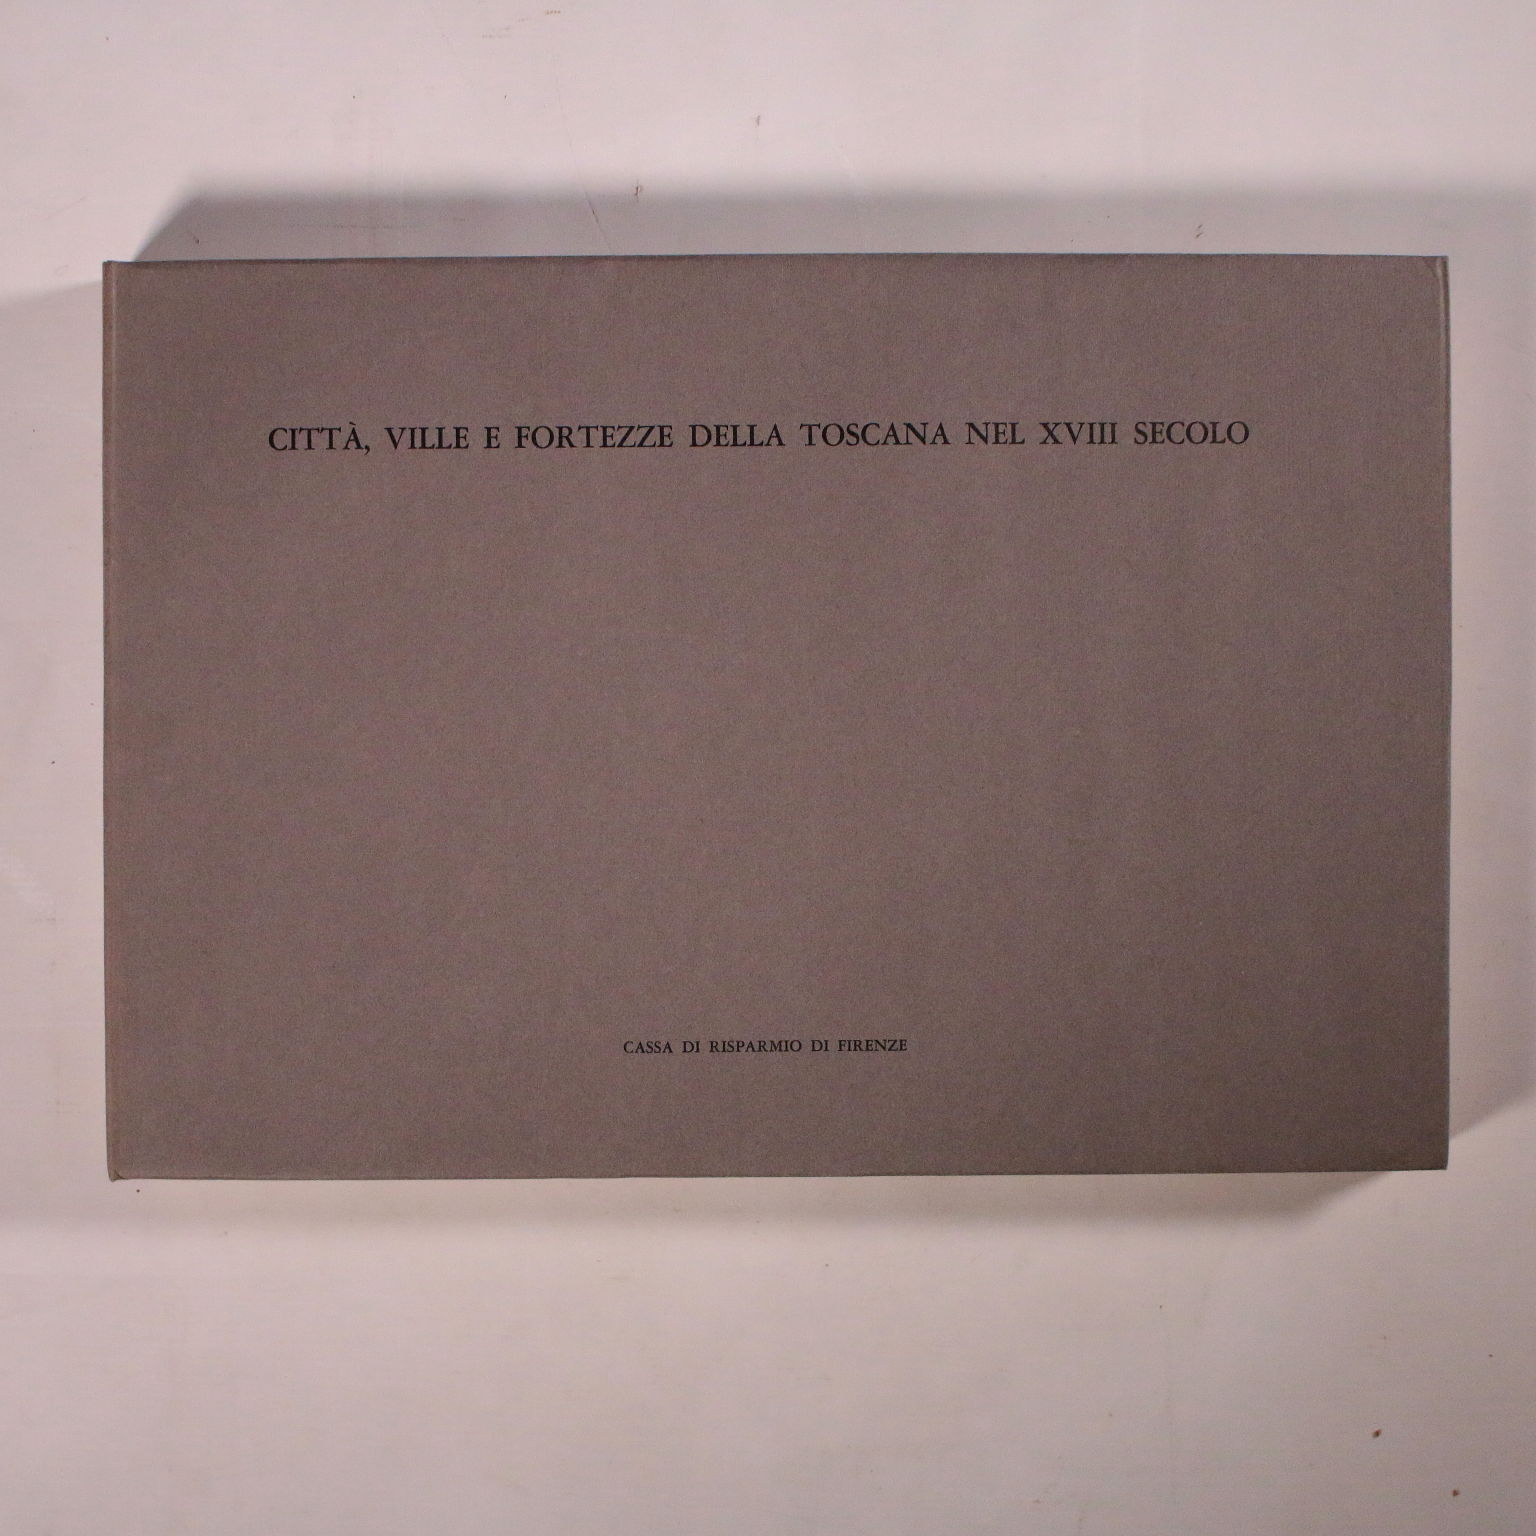 CITTÀ, VILLE E FORTEZZE DELLA TOSCANA NEL XVIII SECOLO
CASSA DI RISPARMIO DI FIRENZE